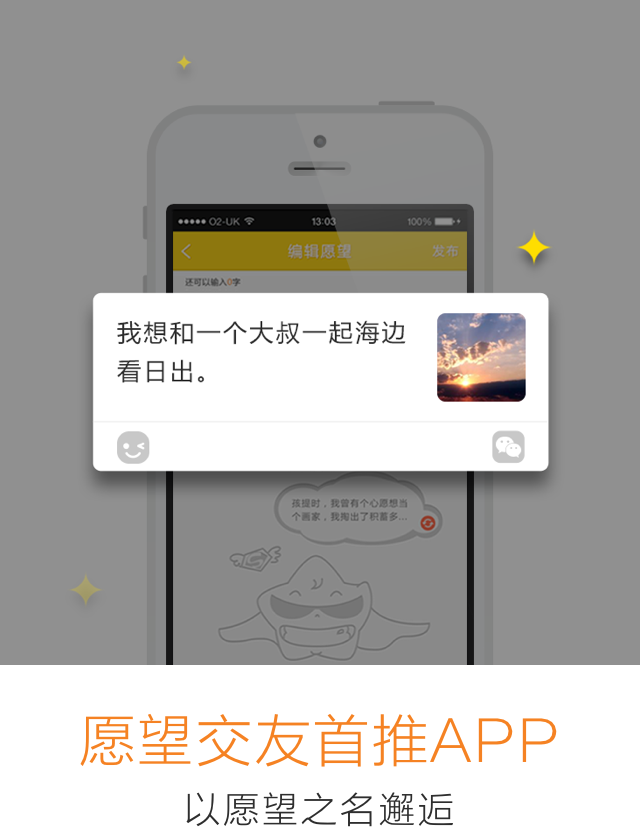 O2-UK 13:03 100%
编辑愿望 发布
还可以输入0字
我想和一个大叔一起海边
看日出。
孩提时，我曾有个心愿想当
个画家，我掏出了积蓄多...
愿望交友首推APP
以愿望之名邂逅